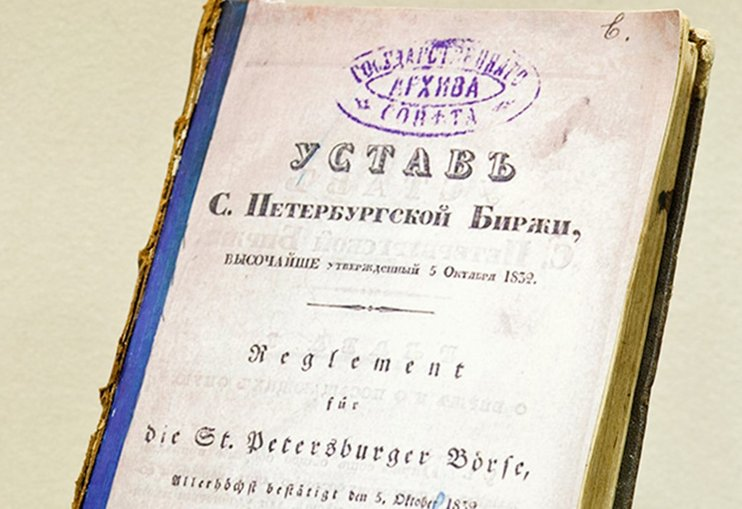 с.
ГОСУДАРСТВЕННАГО
АРХИВА
СОВѢТА
УСТАВЪ
С. ПЕТЕРБУРГСКОЙ БИРЖИ,
ВЫСОЧАЙШЕ утвержденный 5 Октября 1832.
Reglement
für
die St. Petersburger Börse,
Allerhöchst bestätigt den 5. Oktober 1832